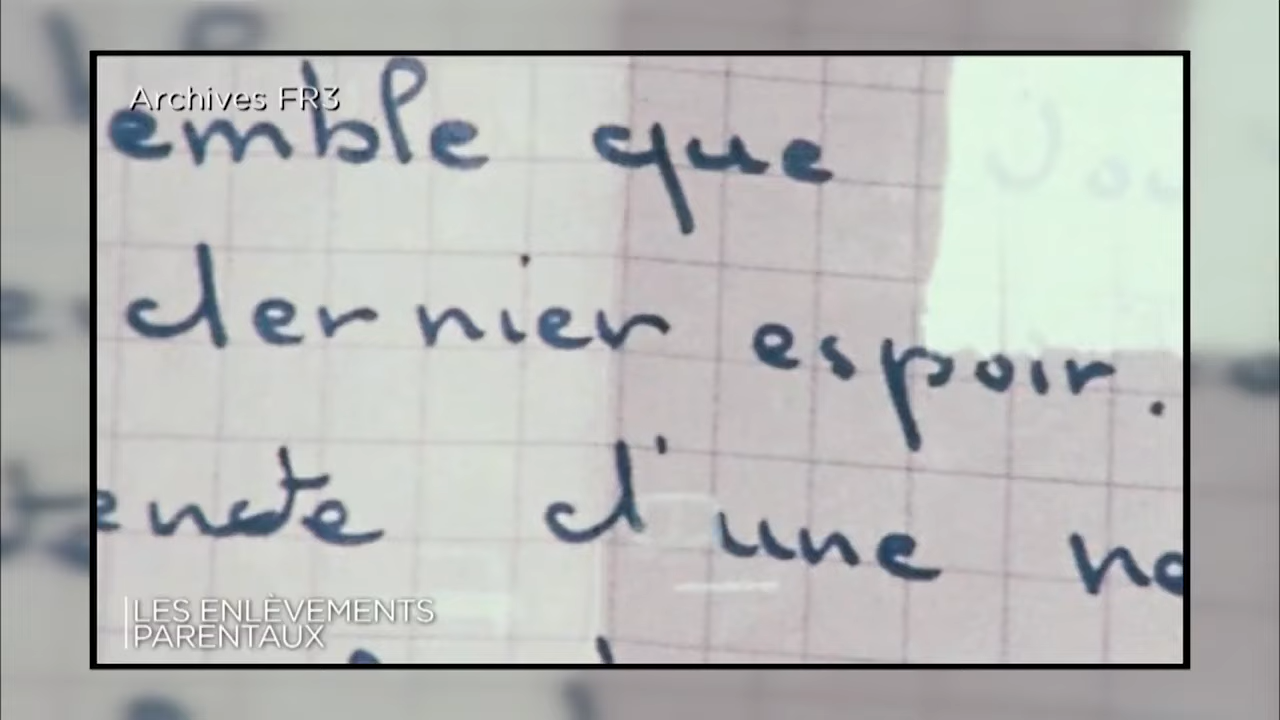 Archives FR3
emble que
dernier espoir.
d'une
LES ENLÈVEMENTS
PARENTAUX